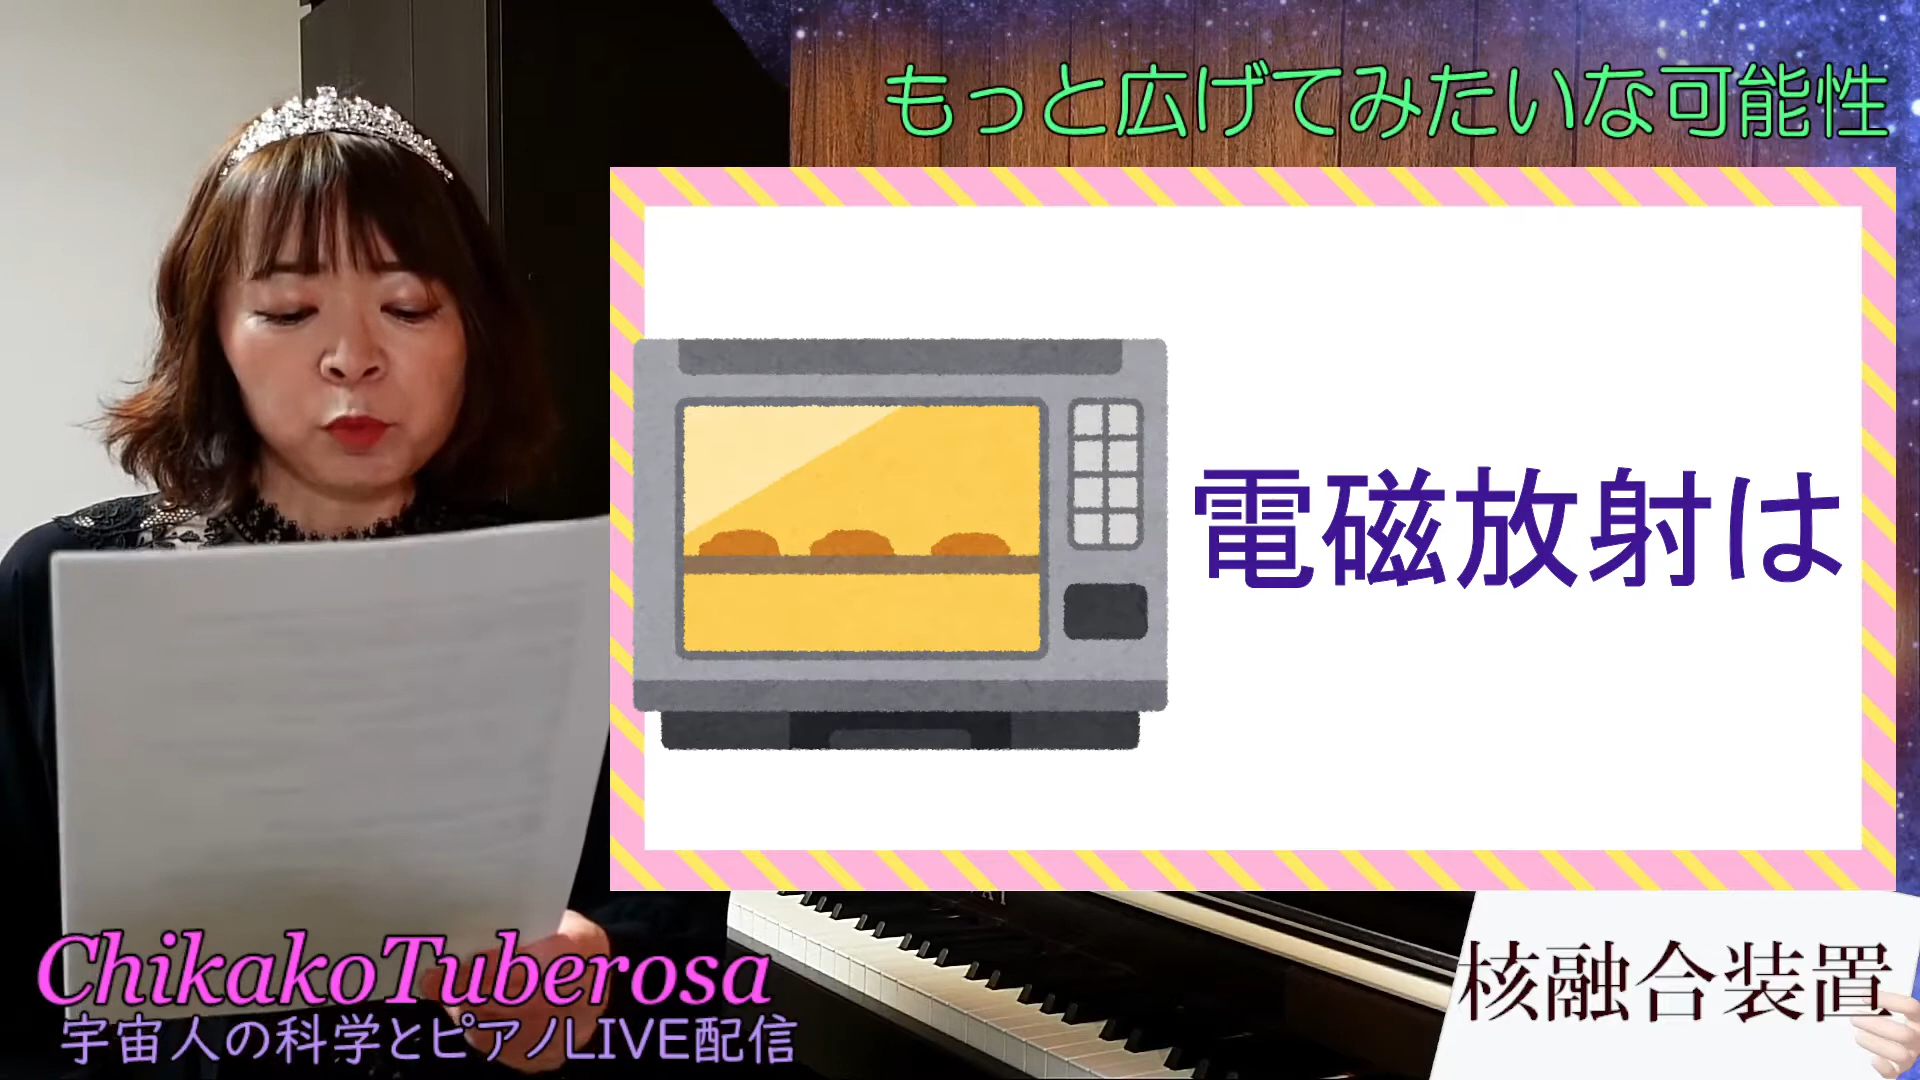 もっと広げてみたいな可能性
電磁放射は
ChikakoTuberosa
宇宙人の科学とピアノLIVE配信
核融合装置